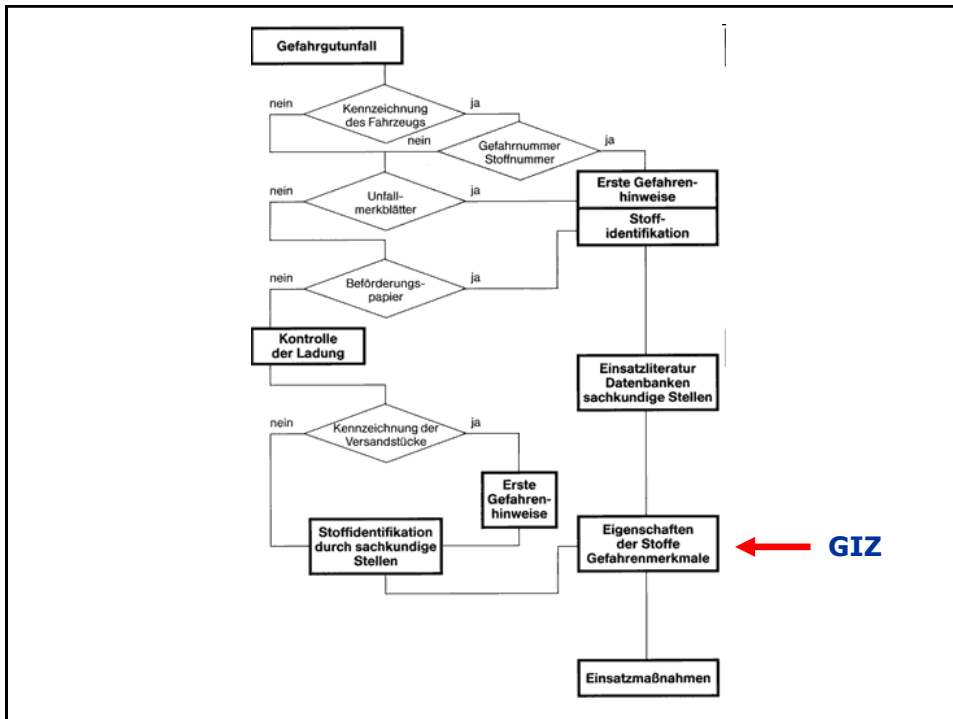 Gefahrgutunfall
nein
Kennzeichnung
des Fahrzeugs
ja
nein
Gefahrnummer
Stoffnummer
ja
nein
Unfall-
merkblätter
ja
Erste Gefahren-
hinweise
Stoff-
identifikation
nein
Beförderungs-
papier
ja
Kontrolle
der Ladung
Einsatzliteratur
Datenbanken
sachkundige Stellen
nein
Kennzeichnung der
Versandstücke
ja
Erste
Gefahren-
hinweise
Stoffidentifikation
durch sachkundige
Stellen
Eigenschaften
der Stoffe
Gefahrenmerkmale
GIZ
Einsatzmaßnahmen